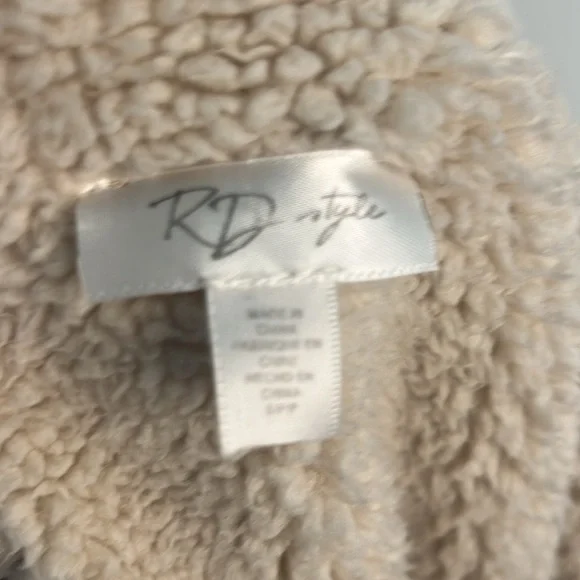 RD style
MADE IN
CHINA
FABRIQUE EN
CHINE
HECHO EN
CHINA
S/P/P